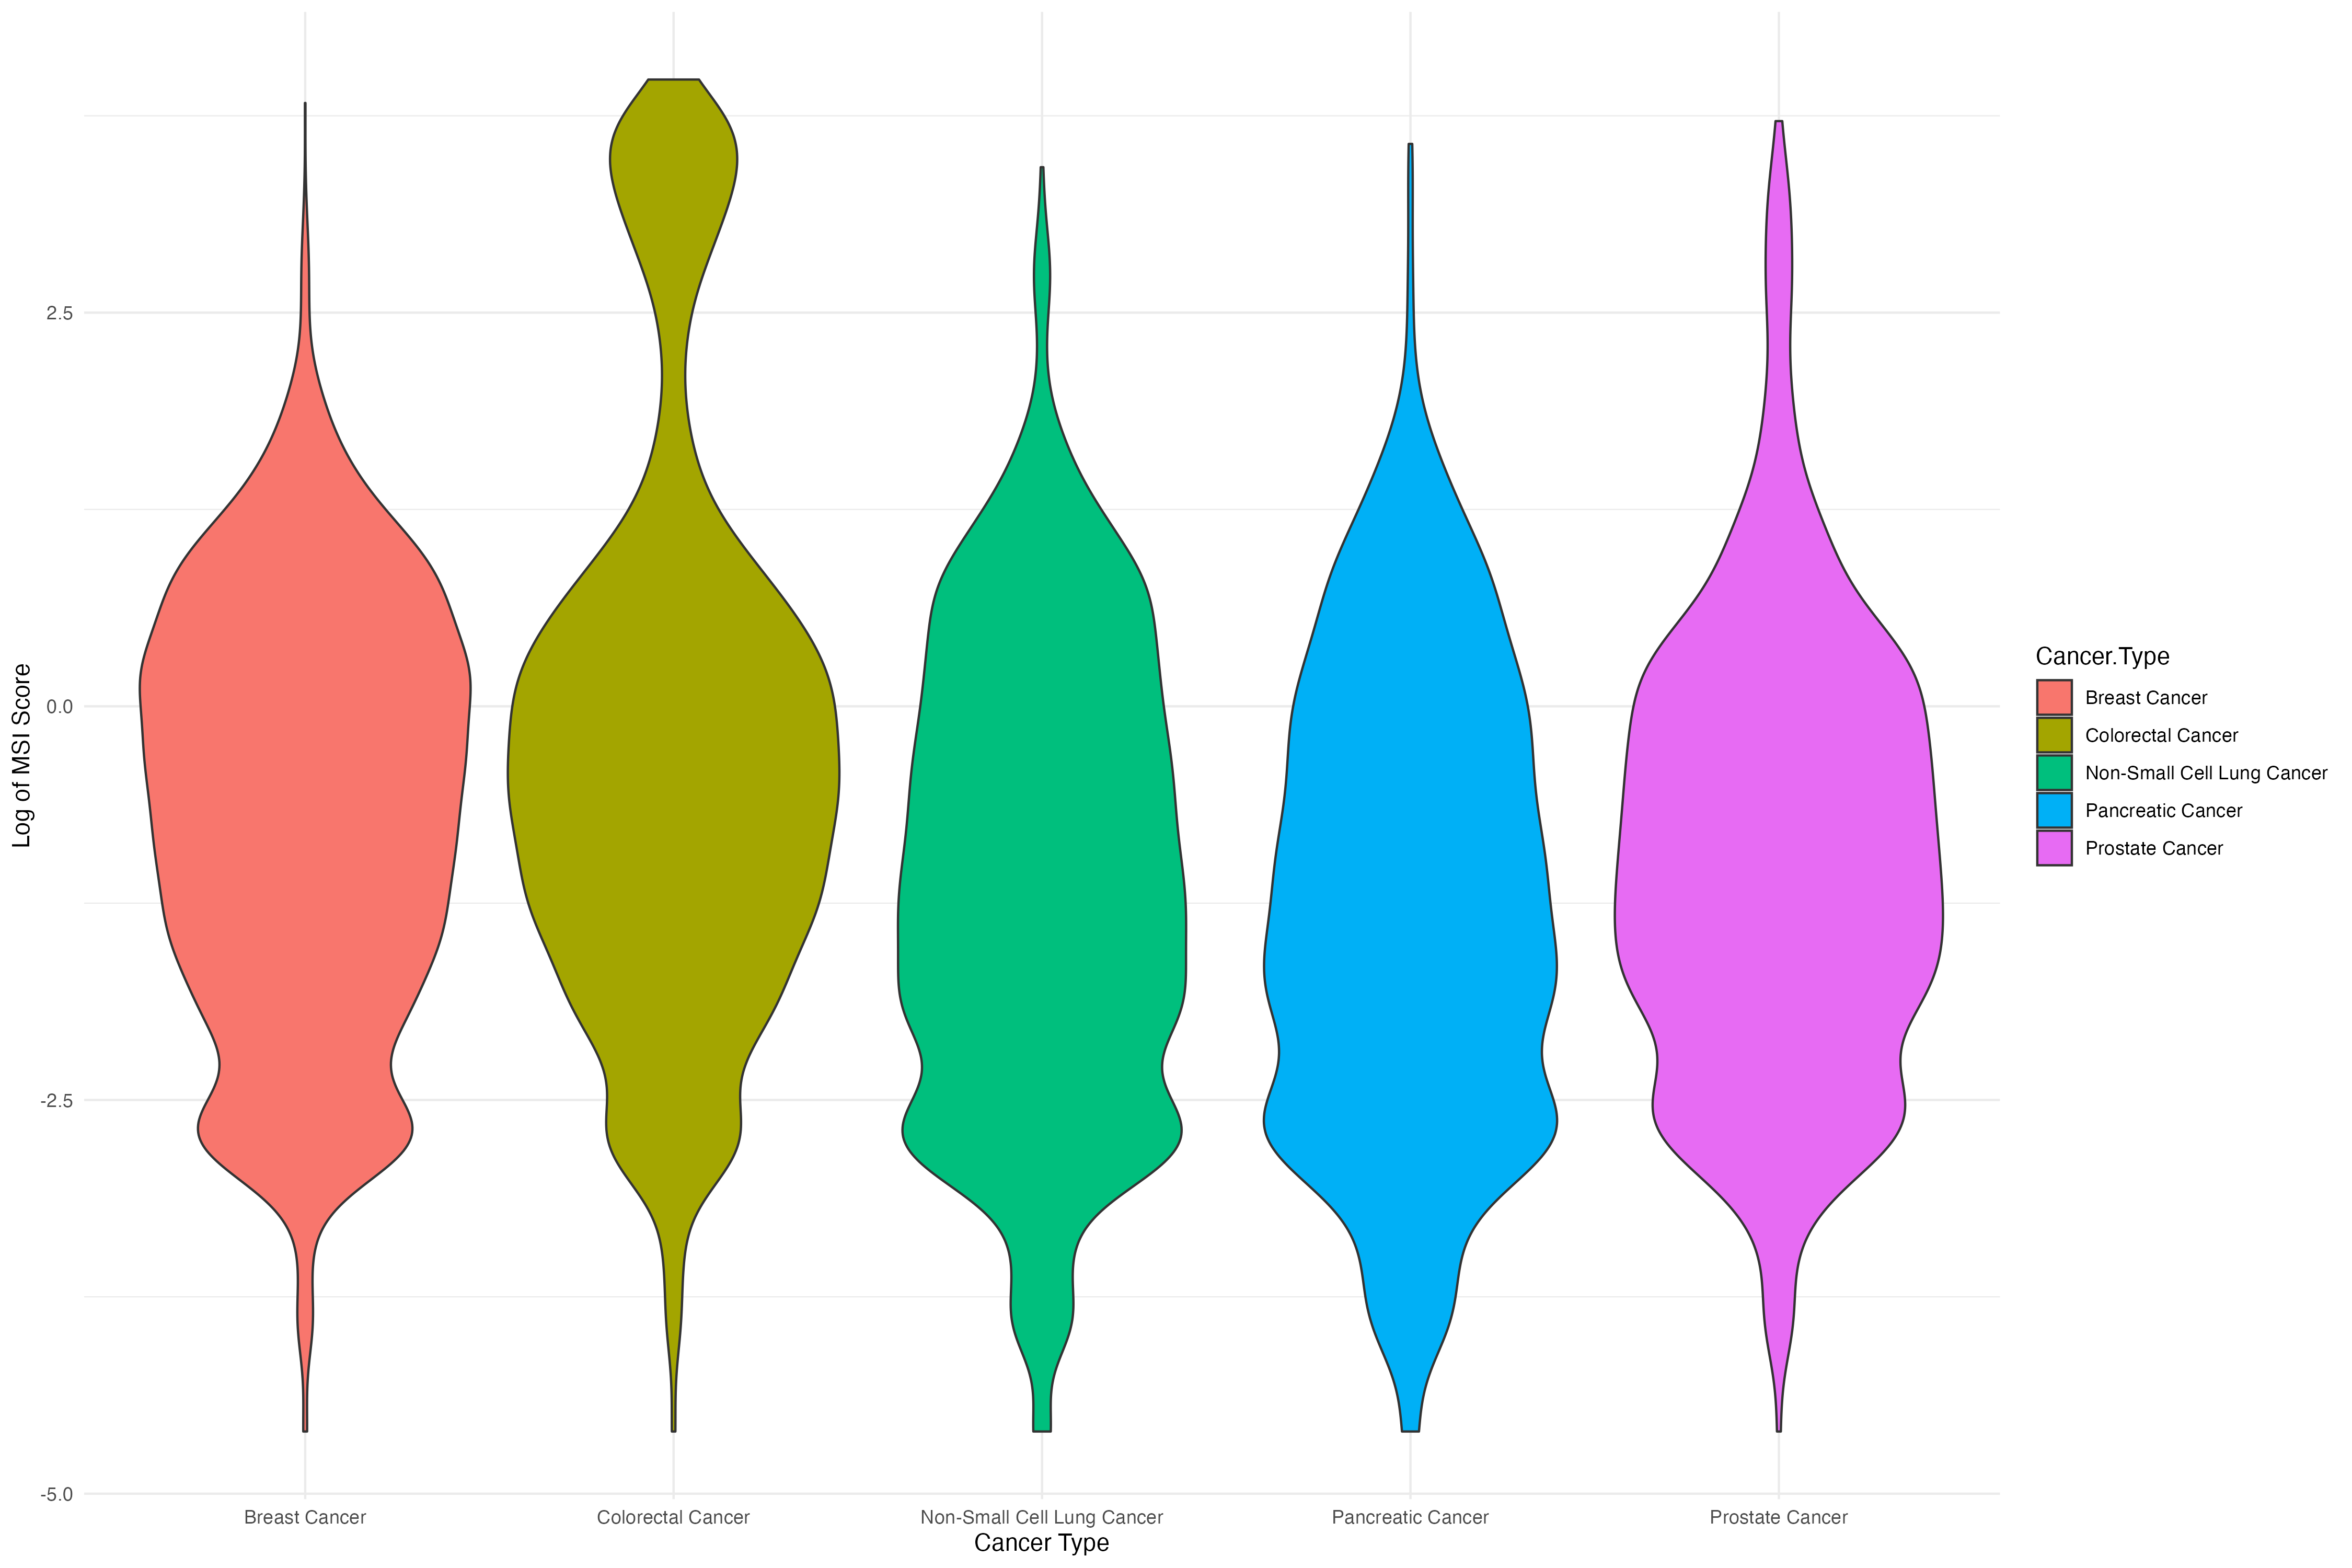 Log of MSI Score
2.5
0.0
-2.5
-5.0
Breast Cancer
Colorectal Cancer
Non-Small Cell Lung Cancer
Pancreatic Cancer
Prostate Cancer
Cancer Type
Cancer.Type
Breast Cancer
Colorectal Cancer
Non-Small Cell Lung Cancer
Pancreatic Cancer
Prostate Cancer